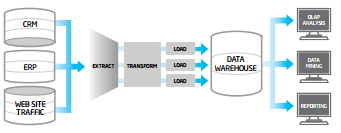 CRM
ERP
WEB SITE
TRAFFIC
EXTRACT
TRANSFORM
LOAD
LOAD
LOAD
DATA
WAREHOUSE
OLAP
ANALYSIS
DATA
MINING
REPORTING